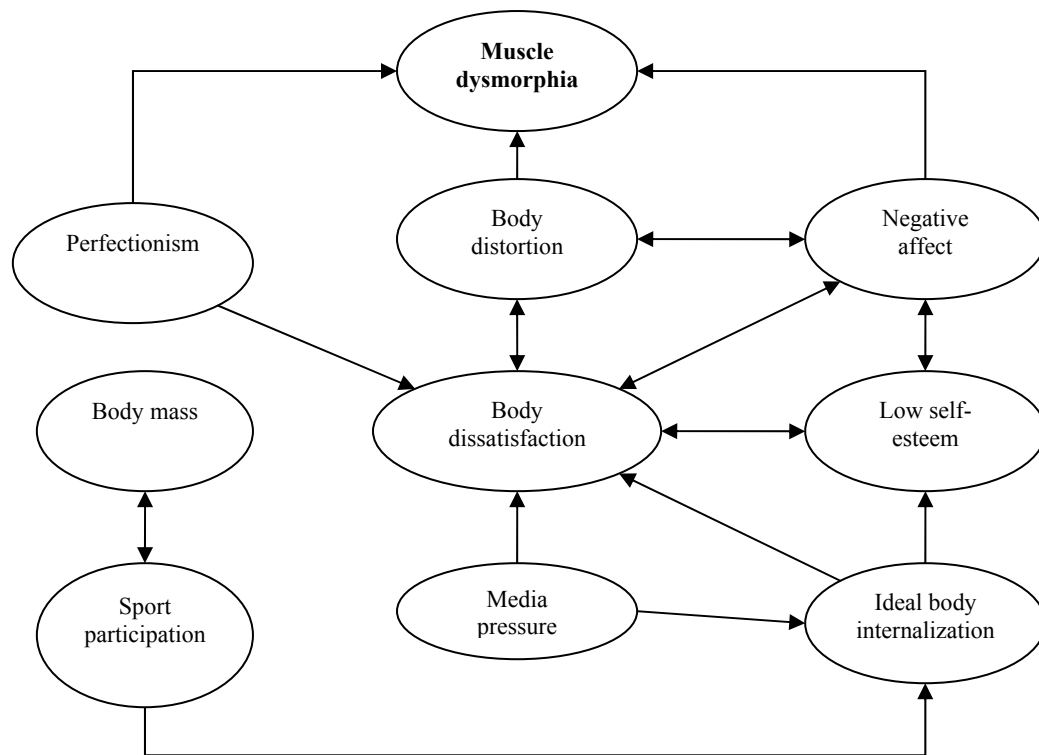 Muscle
dysmorphia
Perfectionism
Body
distortion
Negative
affect
Body mass
Body
dissatisfaction
Low self-
esteem
Sport
participation
Media
pressure
Ideal body
internalization